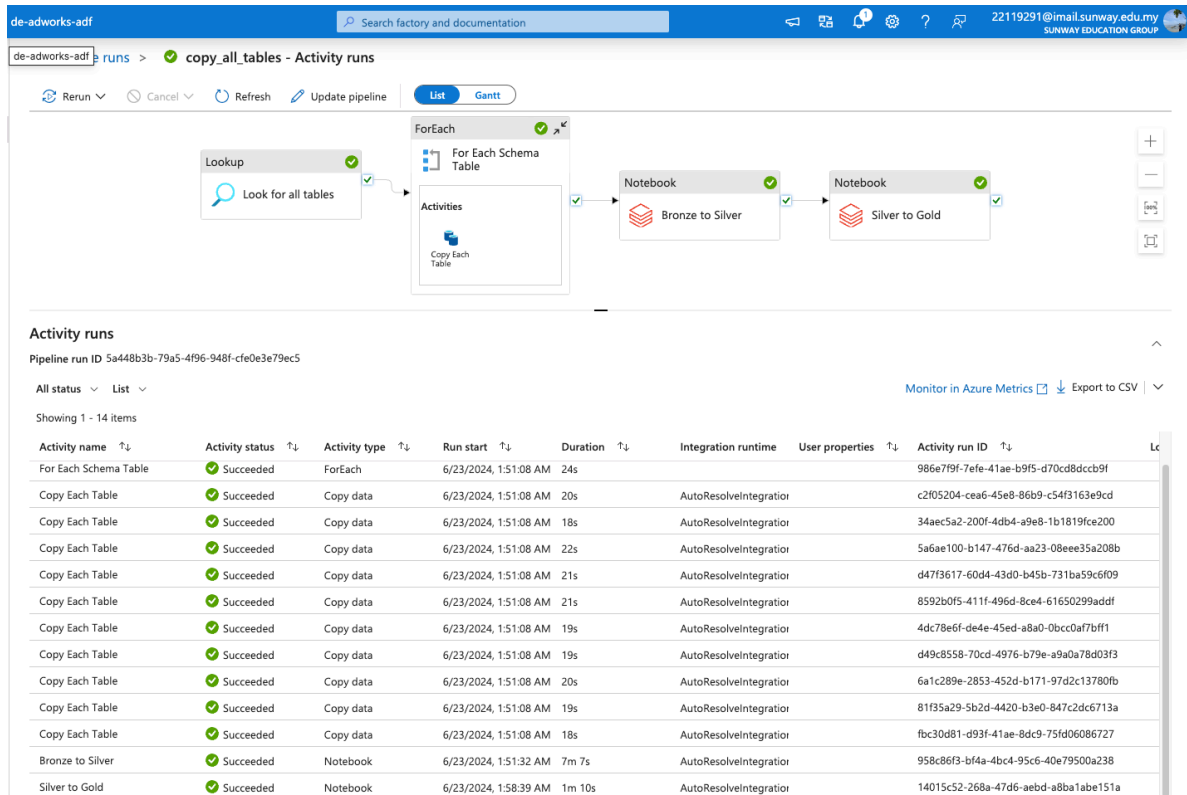 de-adworks-adf
Search factory and documentation
1
22119291@imail.sunway.edu.my
SUNWAY EDUCATION GROUP
de-adworks-adf
runs > copy_all_tables - Activity runs
Rerun Cancel Refresh Update pipeline List Gantt
Lookup
Look for all tables
ForEach
For Each Schema
Table
Activities
Copy Each
Table
Notebook
Bronze to Silver
Notebook
Silver to Gold
Activity runs
Pipeline run ID 5a448b3b-79a5-4f96-948f-cfe0e3e79ec5
All status List
Monitor in Azure Metrics Export to CSV
Showing 1 - 14 items
Activity name Activity status Activity type Run start Duration Integration runtime User properties Activity run ID
For Each Schema Table Succeeded ForEach 6/23/2024, 1:51:08 AM 24s 986e7f9f-7efe-41ae-b9f5-d70cd8dccb9f
Copy Each Table Succeeded Copy data 6/23/2024, 1:51:08 AM 20s AutoResolveIntegration c2f05204-cea6-45e8-86b9-c54f3163e9cd
Copy Each Table Succeeded Copy data 6/23/2024, 1:51:08 AM 18s AutoResolveIntegration 34aec5a2-200f-4db4-a9e8-1b1819fce200
Copy Each Table Succeeded Copy data 6/23/2024, 1:51:08 AM 22s AutoResolveIntegration 5a6ae100-b147-476d-aa23-08eee35a208b
Copy Each Table Succeeded Copy data 6/23/2024, 1:51:08 AM 21s AutoResolveIntegration d47f3617-60d4-43d0-b45b-731ba59c6f09
Copy Each Table Succeeded Copy data 6/23/2024, 1:51:08 AM 21s AutoResolveIntegration 8592b0f5-411f-496d-8ce4-61650299addf
Copy Each Table Succeeded Copy data 6/23/2024, 1:51:08 AM 19s AutoResolveIntegration 4dc78e6f-de4e-45ed-a8a0-0bcc0af7bff1
Copy Each Table Succeeded Copy data 6/23/2024, 1:51:08 AM 19s AutoResolveIntegration d49c8558-70cd-4976-b79e-a9a0a78d03f3
Copy Each Table Succeeded Copy data 6/23/2024, 1:51:08 AM 20s AutoResolveIntegration 6a1c289e-2853-452d-b171-97d2c13780fb
Copy Each Table Succeeded Copy data 6/23/2024, 1:51:08 AM 19s AutoResolveIntegration 81f35a29-5b2d-4420-b3e0-847c2dc6713a
Copy Each Table Succeeded Copy data 6/23/2024, 1:51:08 AM 18s AutoResolveIntegration fbc30d81-d93f-41ae-8dc9-75fd06086727
Bronze to Silver Succeeded Notebook 6/23/2024, 1:51:32 AM 7m 7s AutoResolveIntegration 958c86f3-bf4a-4bc4-95c6-40e79500a238
Silver to Gold Succeeded Notebook 6/23/2024, 1:58:39 AM 1m 10s AutoResolveIntegration 14015c52-268a-47d6-aebd-a8ba1abe151a